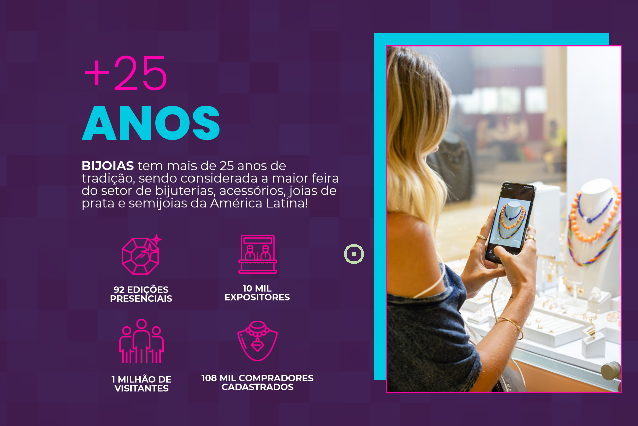 +25
ANOS
BIJOIAS tem mais de 25 anos de
tradição, sendo considerada a maior feira
do setor de bijuterias, acessórios, joias de
prata e semijoias da América Latina!
92 EDIÇÕES
PRESENCIAIS
10 MIL
EXPOSITORES
1 MILHÃO DE
VISITANTES
108 MIL COMPRADORES
CADASTRADOS